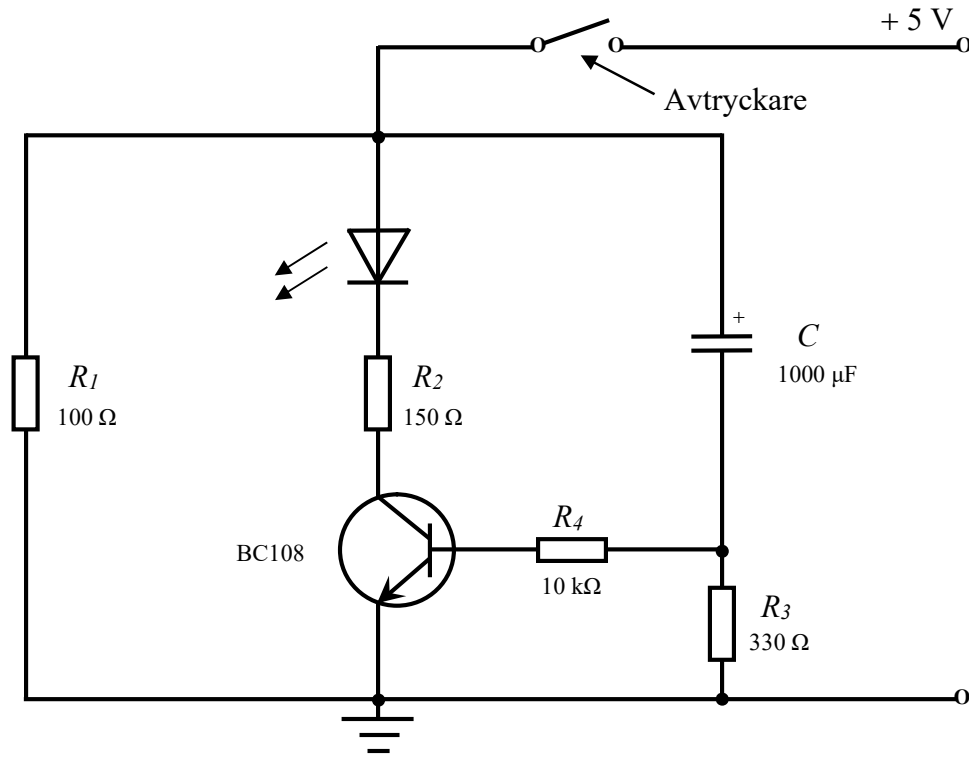 + 5 V
Avtryckare
+
C
1000 μF
R1
100 Ω
R2
150 Ω
R4
BC108
10 kΩ
R3
330 Ω